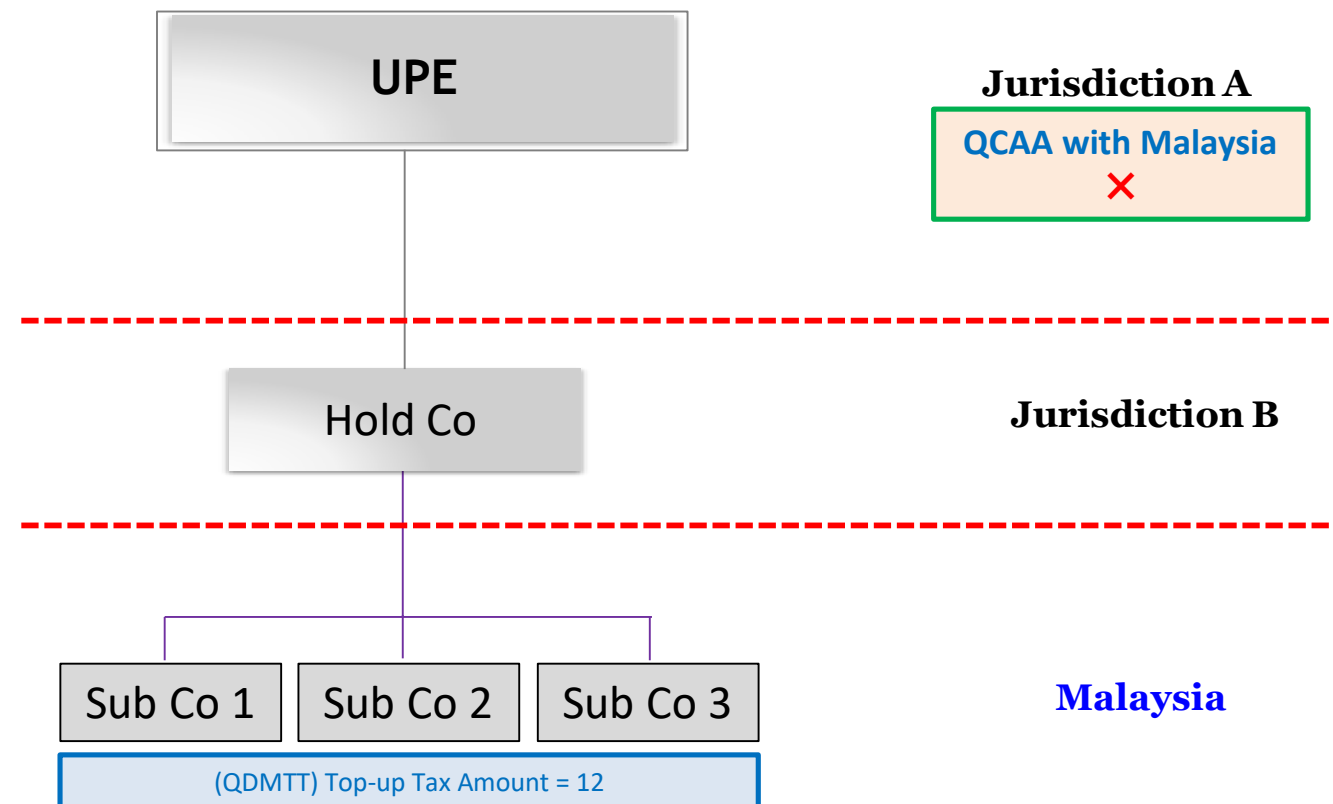 UPE
Jurisdiction A
QCAA with Malaysia
×
Hold Co
Jurisdiction B
Sub Co 1
Sub Co 2
Sub Co 3
Malaysia
(QDMTT) Top-up Tax Amount = 12